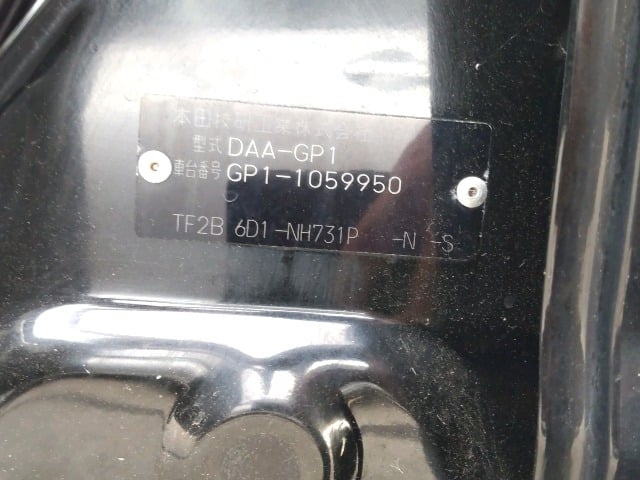 本田技研工業株式会社
型式 DAA-GP1
車台番号 GP1-1059950
TF2B 6D1 -NH731P -N -S